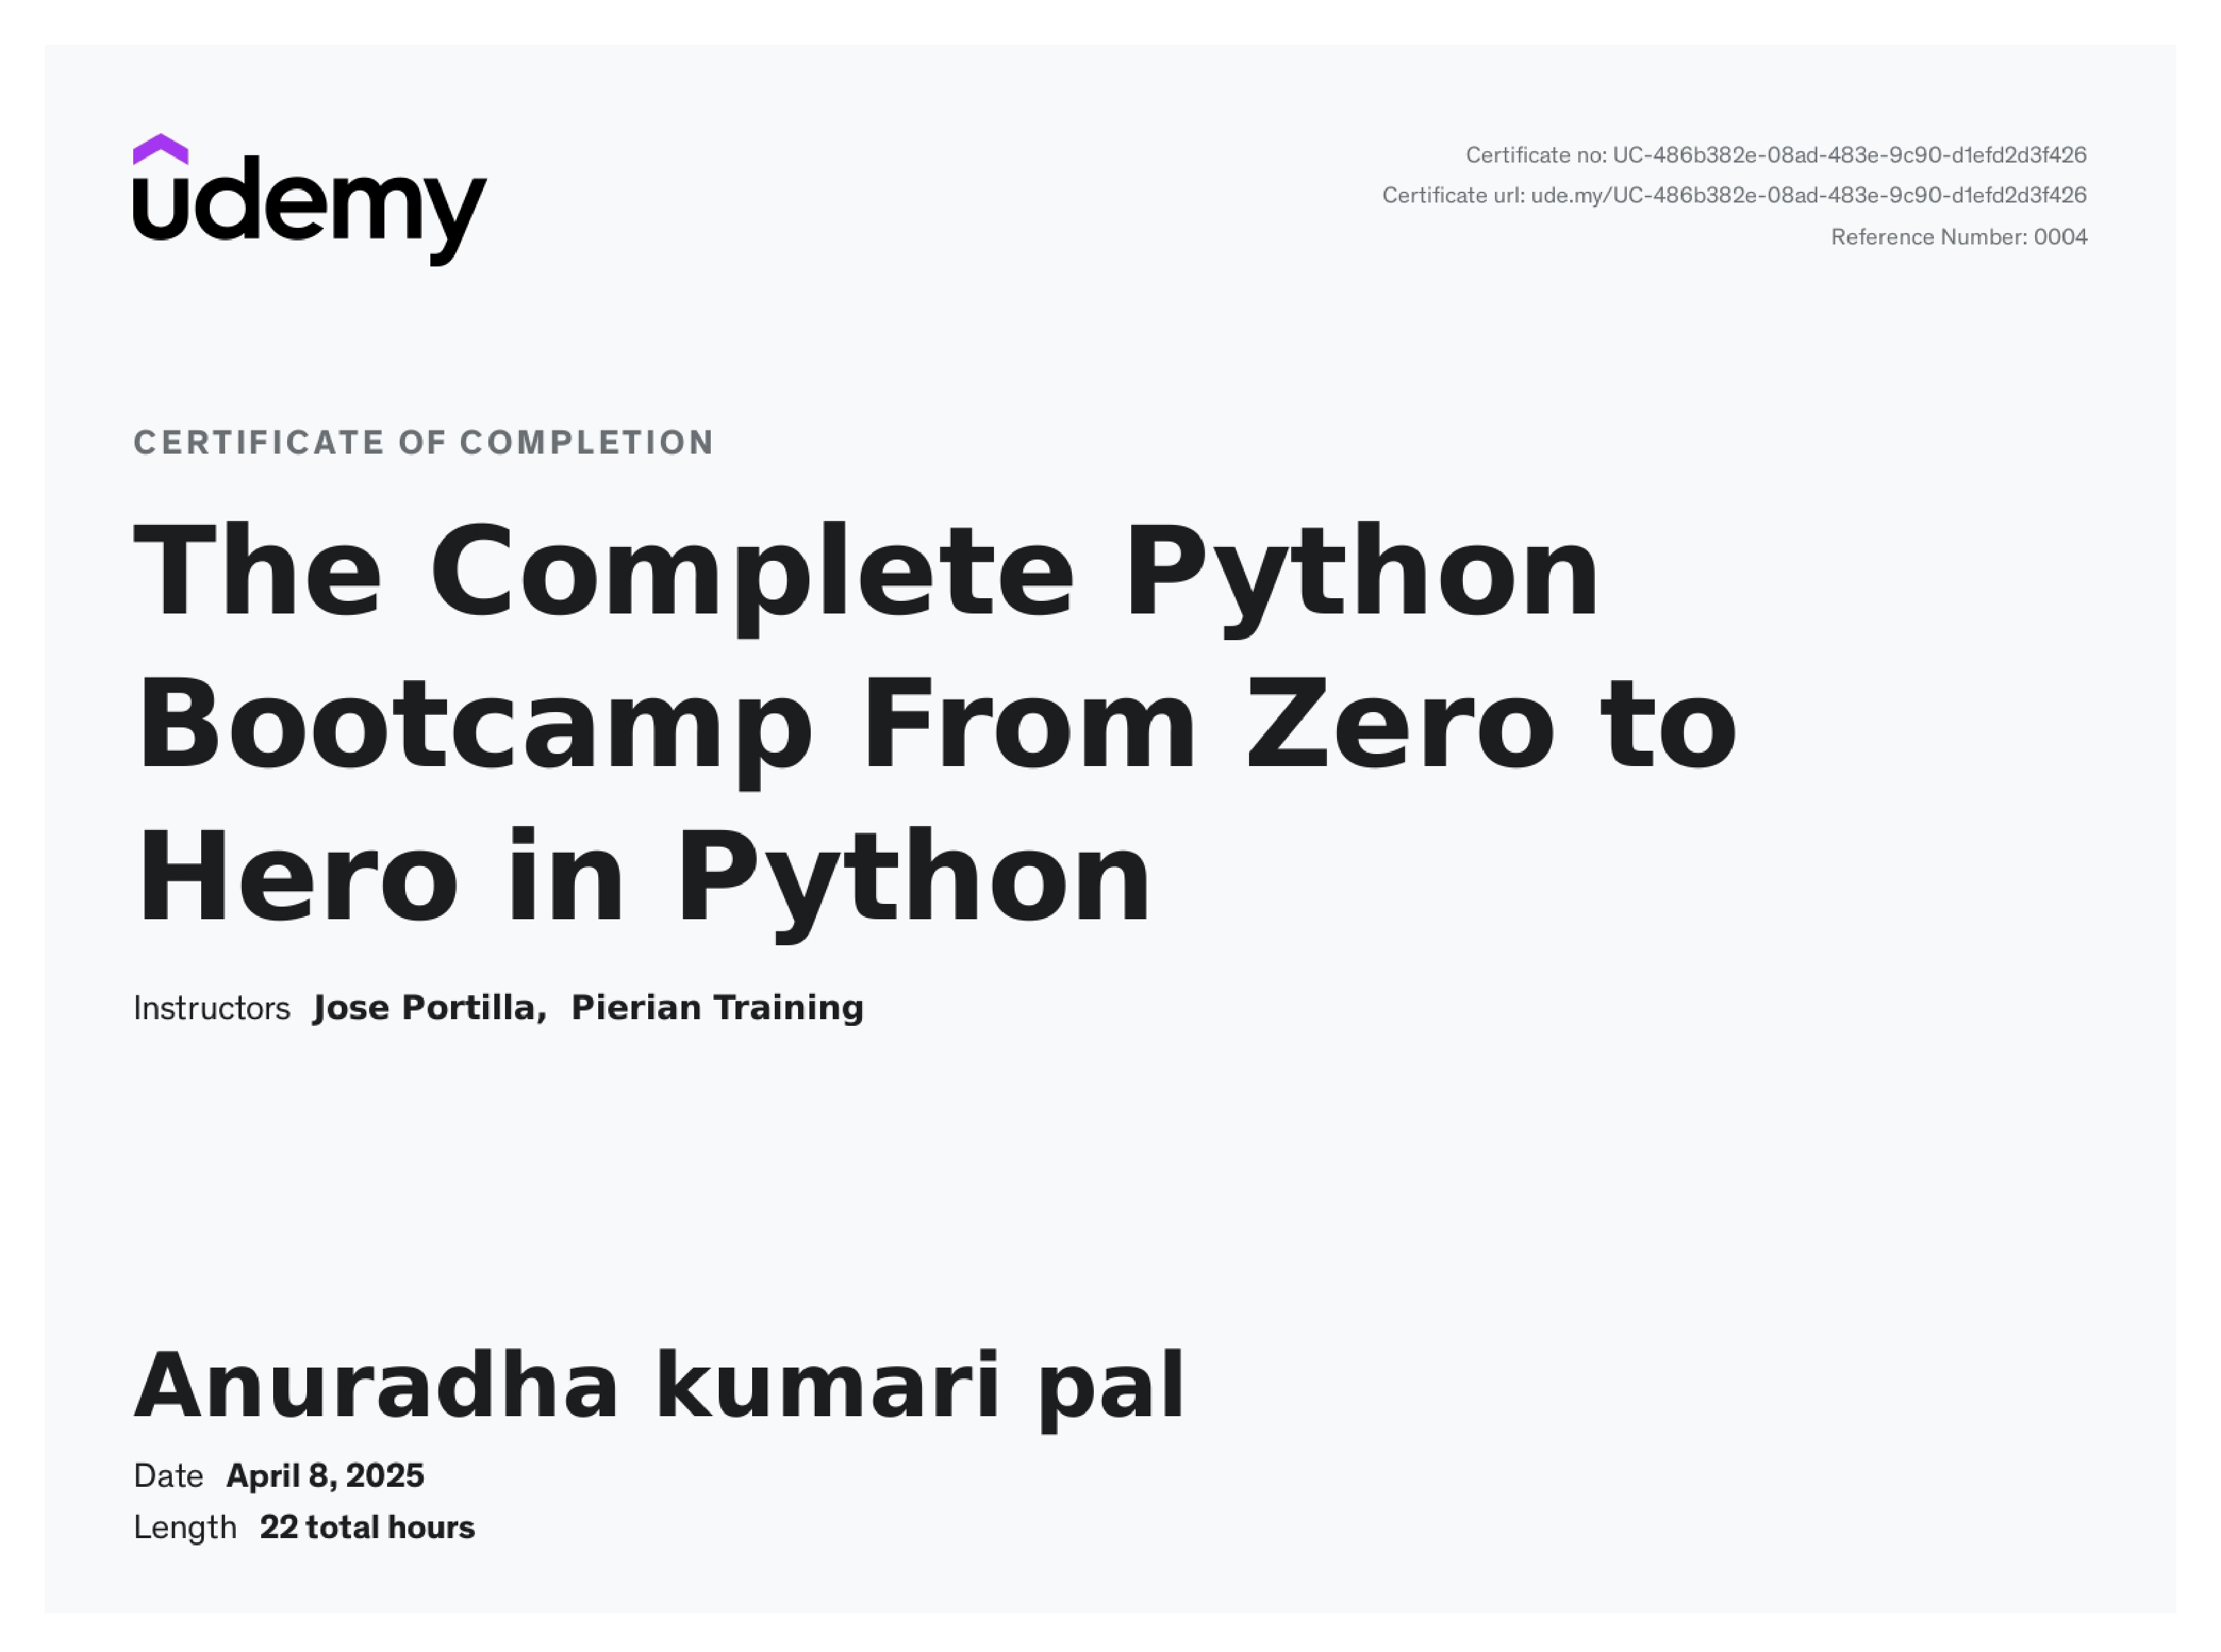 udemy
Certificate no: UC-486b382e-08ad-483e-9c90-d1efd2d3f426
Certificate url: ude.my/UC-486b382e-08ad-483e-9c90-d1efd2d3f426
Reference Number: 0004
CERTIFICATE OF COMPLETION
The Complete Python
Bootcamp From Zero to
Hero in Python
Instructors Jose Portilla, Pierian Training
Anuradha kumari pal
Date April 8, 2025
Length 22 total hours